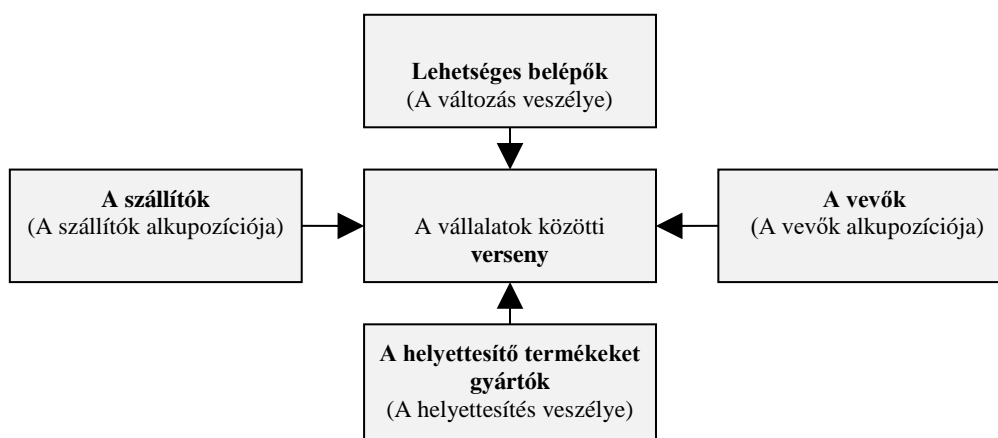 Lehetséges belépők
(A változás veszélye)
A szállítók
(A szállítók alkupozíciója)
A vállalatok közötti
verseny
A vevők
(A vevők alkupozíciója)
A helyettesítő termékeket
gyártók
(A helyettesítés veszélye)